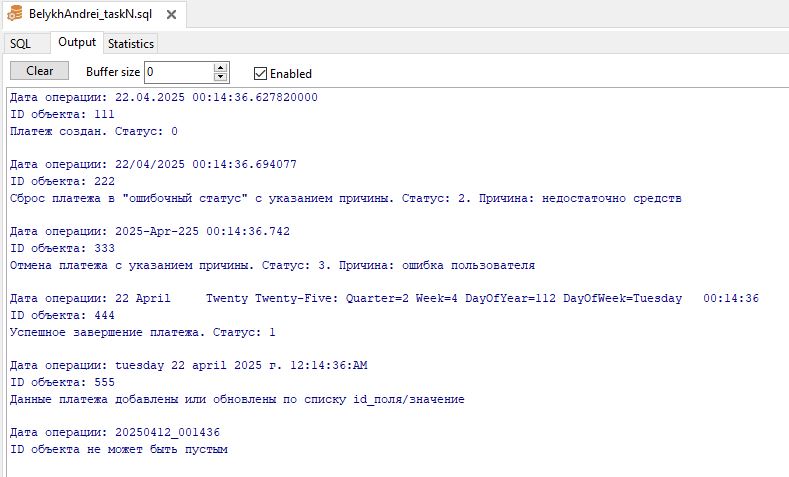 BelykhAndrei_taskN.sql
SQL Output Statistics
Clear Buffer size 0 Enabled
Дата операции: 22.04.2025 00:14:36.627820000
ID объекта: 111
Платеж создан. Статус: 0
Дата операции: 22/04/2025 00:14:36.694077
ID объекта: 222
Сброс платежа в "ошибочный статус" с указанием причины. Статус: 2. Причина: недостаточно средств
Дата операции: 2025-Apr-225 00:14:36.742
ID объекта: 333
Отмена платежа с указанием причины. Статус: 3. Причина: ошибка пользователя
Дата операции: 22 April     Twenty Twenty-Five: Quarter=2 Week=4 DayOfYear=112 DayOfWeek=Tuesday   00:14:36
ID объекта: 444
Успешное завершение платежа. Статус: 1
Дата операции: tuesday 22 april 2025 г. 12:14:36:AM
ID объекта: 555
Данные платежа добавлены или обновлены по списку id_поля/значение
Дата операции: 20250412_001436
ID объекта не может быть пустым